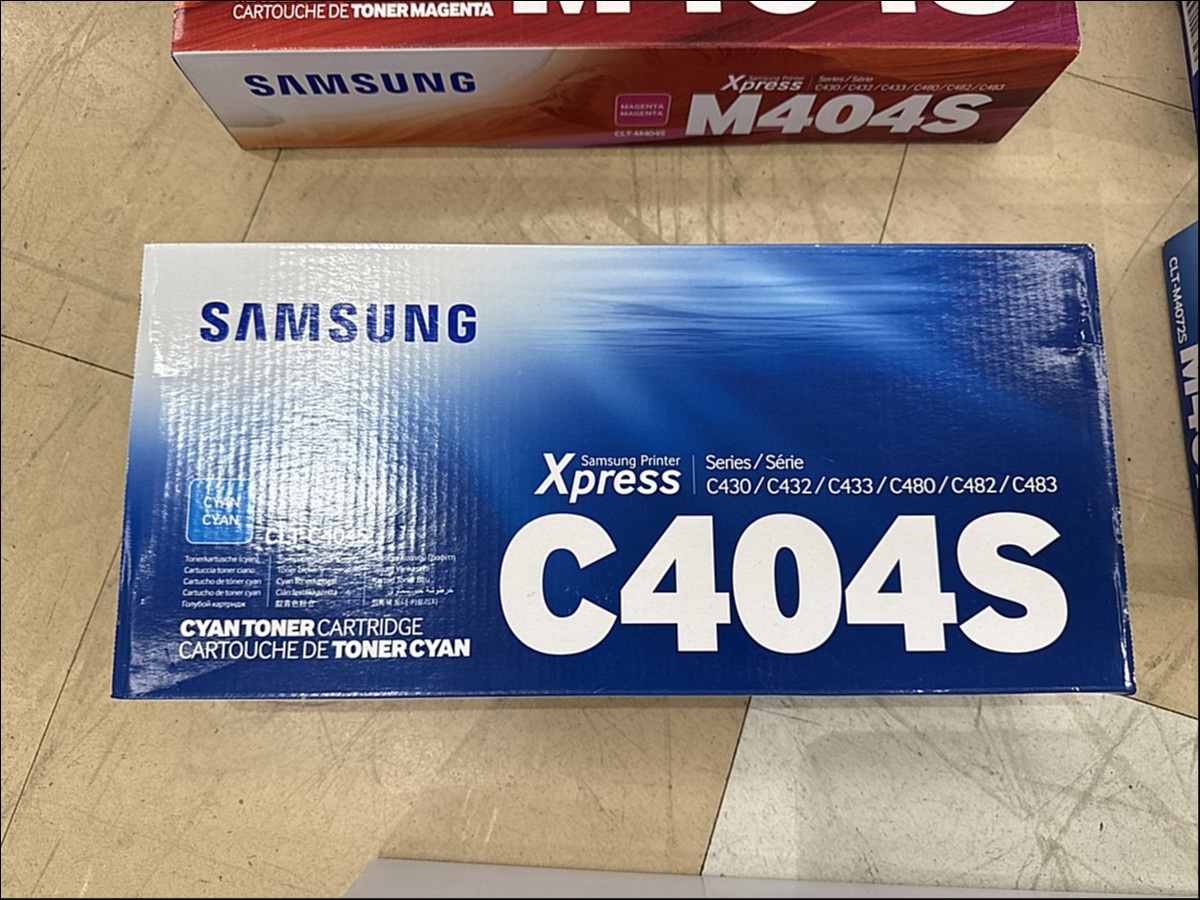 CARTOUCHE DE TONER MAGENTA
SAMSUNG
MAGENTA
MAGENTA
CLT-M404S
Xpress Samsung Printer
Series/Série
C430/C432/C433/C480/C482/C483
M404S
SAMSUNG
Xpress Samsung Printer
Series/Série
C430/C432/C433/C480/C482/C483
C404S
CYAN
CYAN
CLT-C404S
Tonerkartusche (cyan)
Cartuccia toner ciano
Cartucho de tóner cyan
Cartucho de toner cyan
Голубой картридж
CYAN TONER CARTRIDGE
CARTOUCHE DE TONER CYAN
CLT-M4072S